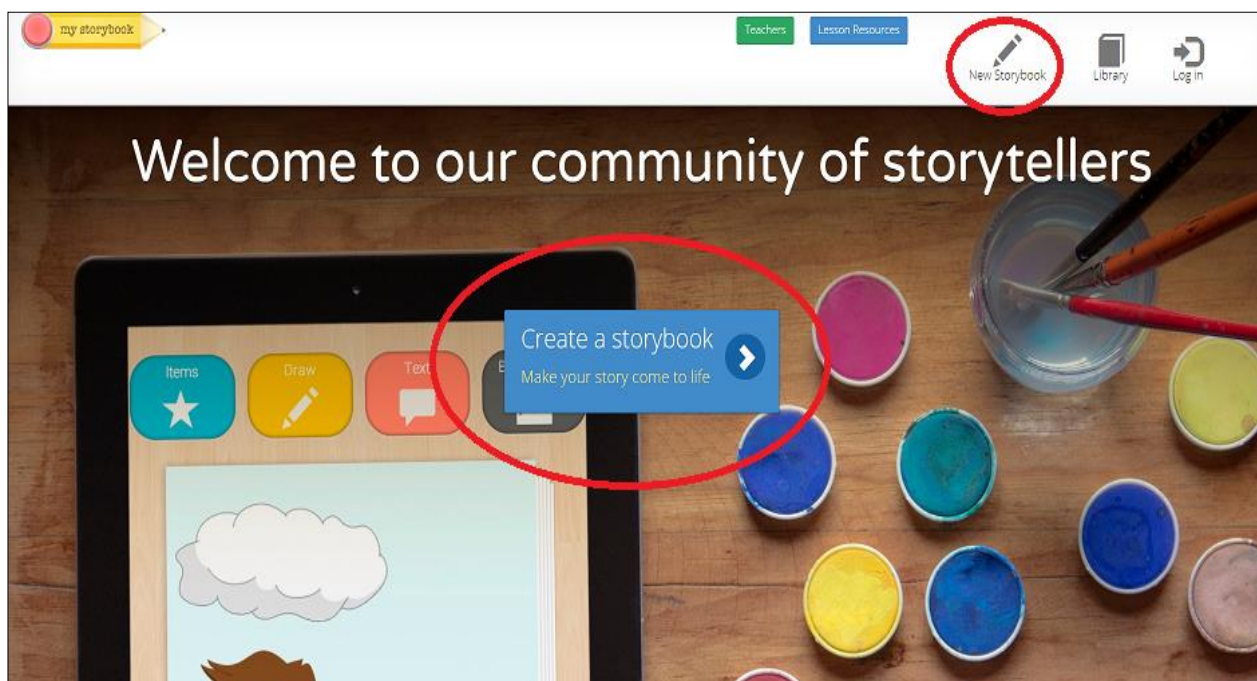 my storybook
Teachers
Lesson Resources
New Storybook
Library
Log in
Welcome to our community of storytellers
Items
Draw
Text
Create a storybook
Make your story come to life